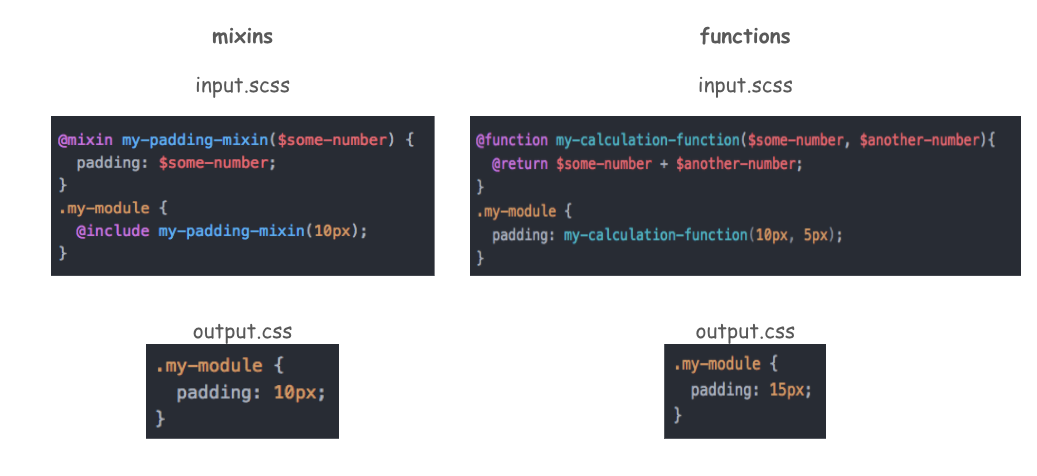 mixins
input.scss
@mixin my-padding-mixin($some-number) {
  padding: $some-number;
}
.my-module {
  @include my-padding-mixin(10px);
}
output.css
.my-module {
  padding: 10px;
}
functions
input.scss
@function my-calculation-function($some-number, $another-number){
  @return $some-number + $another-number;
}
.my-module {
  padding: my-calculation-function(10px, 5px);
}
output.css
.my-module {
  padding: 15px;
}